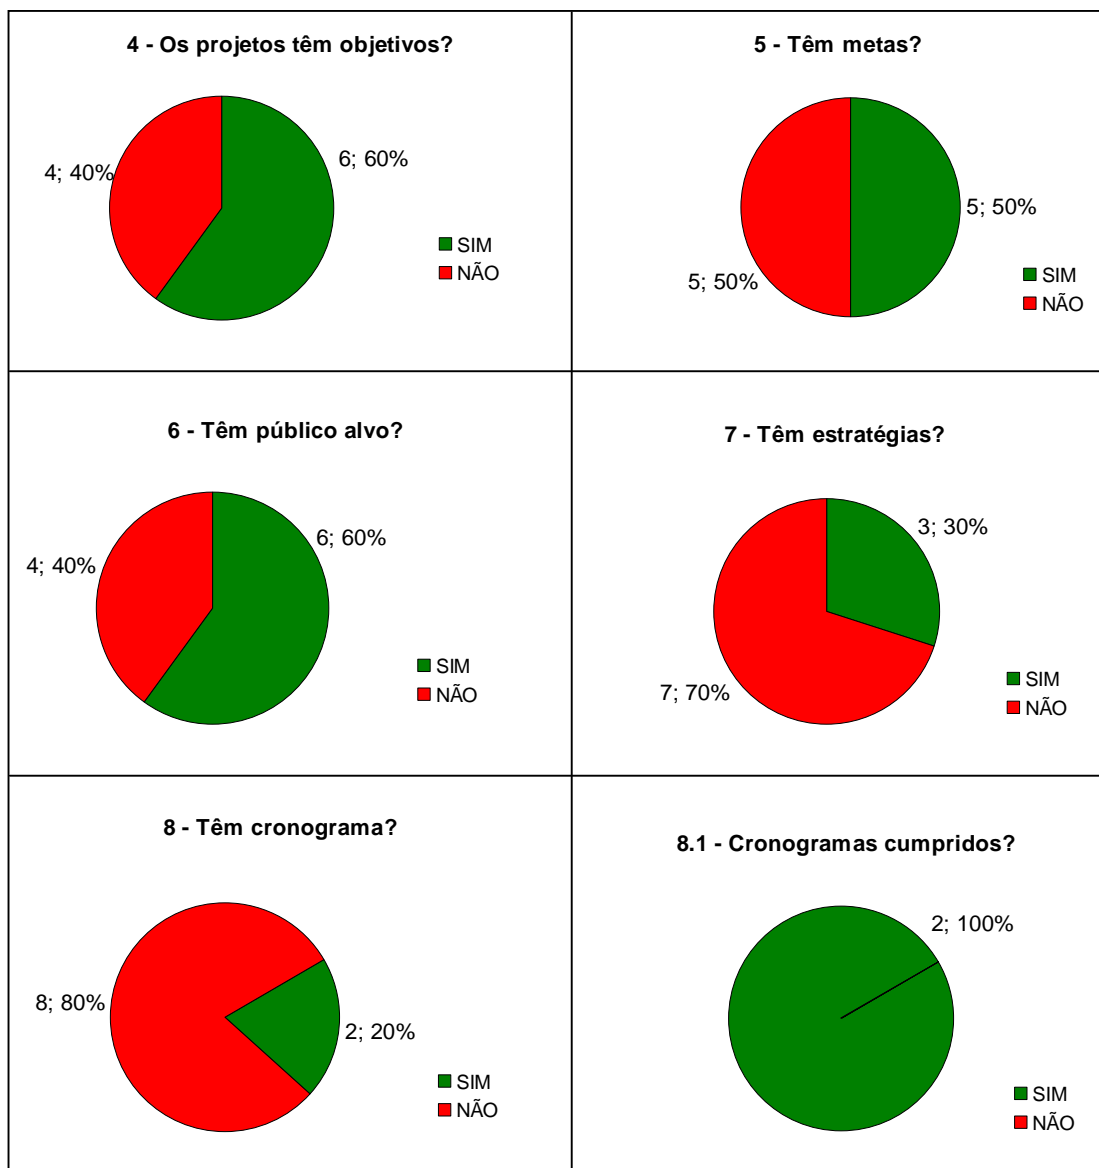 4 - Os projetos têm objetivos?
4; 40%
6; 60%
SIM
NÃO
5 - Têm metas?
5; 50%
5; 50%
SIM
NÃO
6 - Têm público alvo?
6; 60%
4; 40%
SIM
NÃO
7 - Têm estratégias?
3; 30%
7; 70%
SIM
NÃO
8 - Têm cronograma?
8; 80%
2; 20%
SIM
NÃO
8.1 - Cronogramas cumpridos?
2; 100%
SIM
NÃO